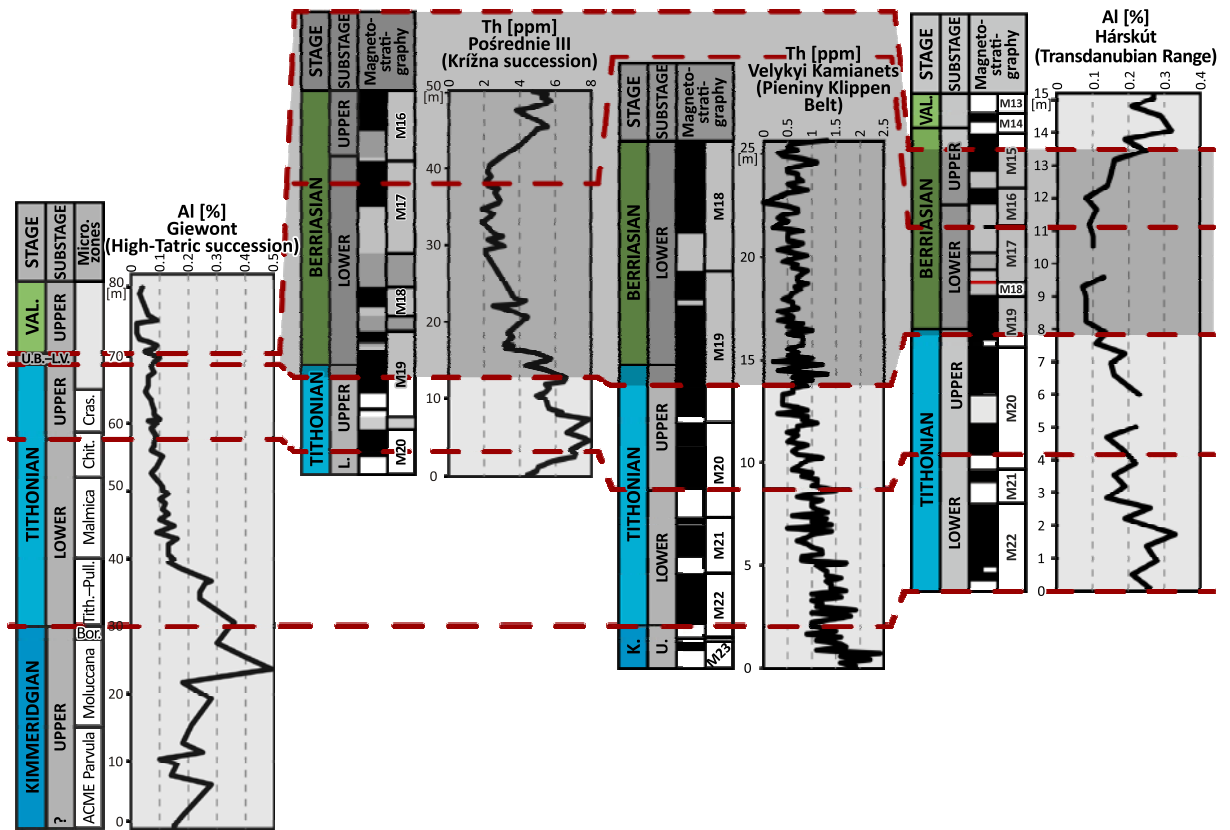 Al [%]
Giewont
(High-Tatric succession)
STAGE
SUBSTAGE
Micro.
zones
0
0.1
0.2
0.3
0.4
0.5
80
[m]
70
60
50
40
30
20
10
0
VAL.
UPPER
U.B.–L.V.
TITHONIAN
UPPER
LOWER
KIMMERIDGIAN
UPPER
?
Cras.
Chit.
Malmica
Tith.–Pull.
Bor.
Moluccana
Parvula
ACME
Th [ppm]
Pośrednie III
(Krížna succession)
STAGE
SUBSTAGE
Magneto-
strati-
graphy
0
2
4
6
8
50
[m]
40
30
20
10
0
BERRIASIAN
UPPER
LOWER
TITHONIAN
UPPER
L.
M16
M17
M18
M19
M20
Th [ppm]
Velykyi Kamianets
(Pieniny Klippen
Belt)
STAGE
SUBSTAGE
Magneto-
strati-
graphy
0
0.5
1
1.5
2
2.5
25
[m]
20
15
10
5
0
BERRIASIAN
LOWER
TITHONIAN
UPPER
LOWER
K.
U.
M18
M19
M20
M21
M22
M23
Al [%]
Hárskút
(Transdanubian Range)
STAGE
SUBSTAGE
Magneto-
strati-
graphy
0
0.1
0.2
0.3
0.4
15
[m]
14
13
12
11
10
9
8
7
6
5
4
3
2
1
0
VAL.
BERRIASIAN
UPPER
LOWER
TITHONIAN
UPPER
LOWER
M13
M14
M15
M16
M17
M18
M19
M20
M21
M22